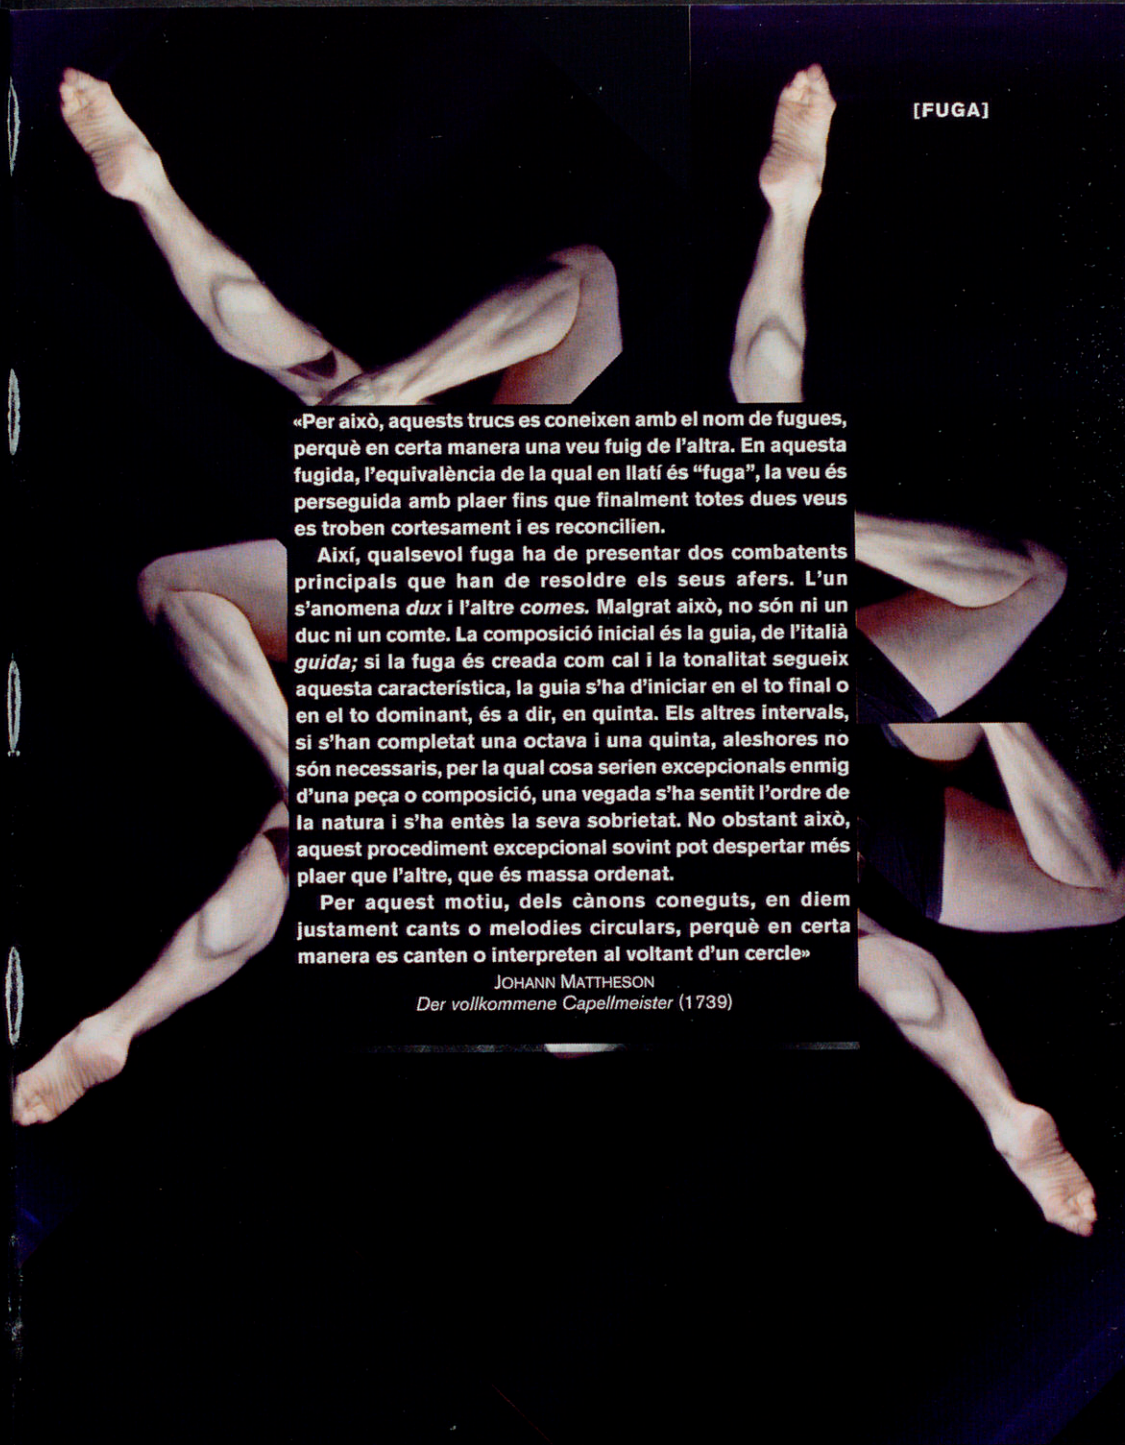 [FUGA]
«Per això, aquests trucs es coneixen amb el nom de fugues,
perquè en certa manera una veu fuig de l'altra. En aquesta
fugida, l'equivalència de la qual en llatí és “fuga”, la veu és
perseguida amb plaer fins que finalment totes dues veus
es troben cortesament i es reconcilien.
Així, qualsevol fuga ha de presentar dos combatents
principals que han de resoldre els seus afers. L'un
s'anomena dux i l'altre comes. Malgrat això, no són ni un
duc ni un comte. La composició inicial és la guia, de l'italià
guida; si la fuga és creada com cal i la tonalitat segueix
aquesta característica, la guia s'ha d'iniciar en el to final o
en el to dominant, és a dir, en quinta. Els altres intervals,
si s'han completat una octava i una quinta, aleshores no
són necessaris, per la qual cosa serien excepcionals enmig
d'una peça o composició, una vegada s'ha sentit l'ordre de
la natura i s'ha entès la seva sobrietat. No obstant això,
aquest procediment excepcional sovint pot despertar més
plaer que l'altre, que és massa ordenat.
Per aquest motiu, dels cànons coneguts, en diem
justament cants o melodies circulars, perquè en certa
manera es canten o interpreten al voltant d'un cercle»
JOHANN MATTHESON
Der vollkommene Capellmeister (1739)